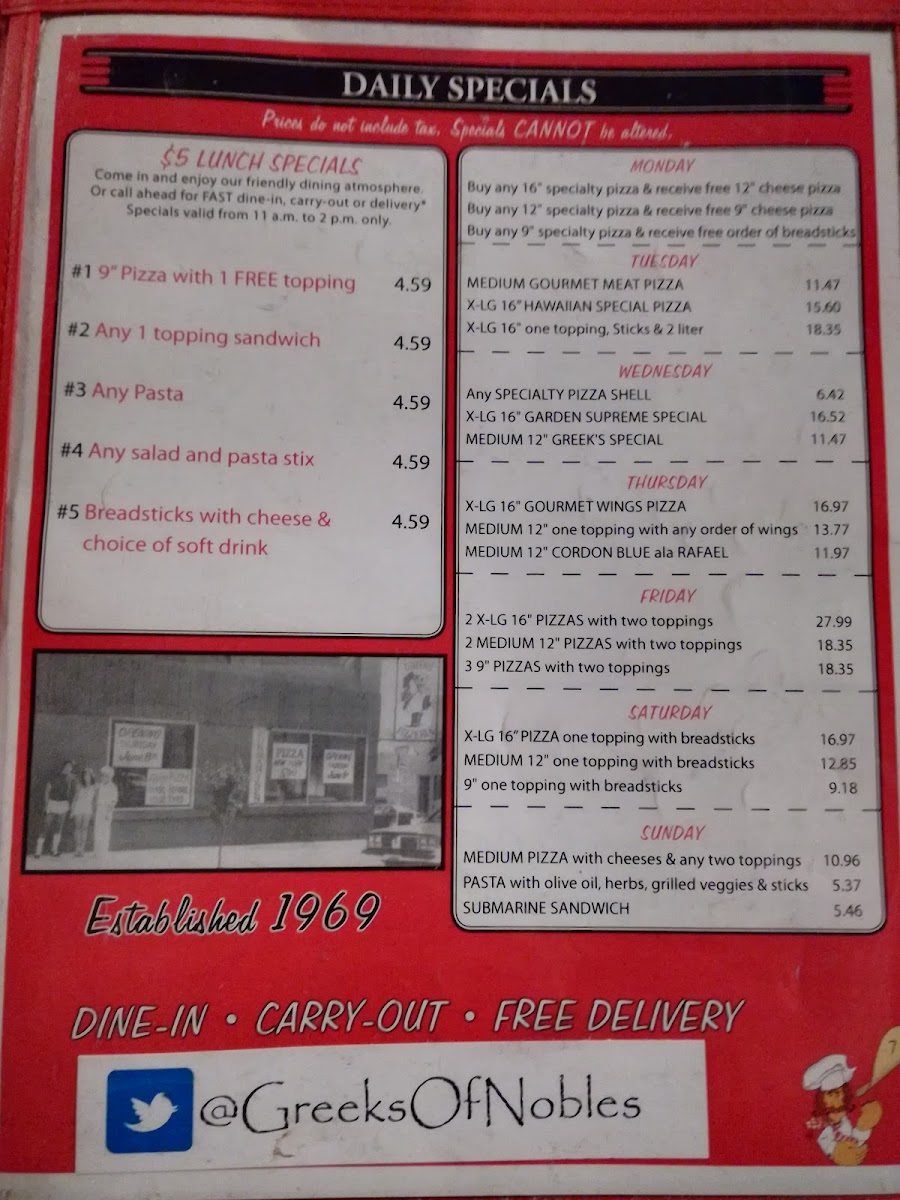 DAILY SPECIALS
Prices do not include tax. Specials CANNOT be altered.
$5 LUNCH SPECIALS
Come in and enjoy our friendly dining atmosphere.
Or call ahead for FAST dine-in, carry-out or delivery*
Specials valid from 11 a.m. to 2 p.m. only.
#1 9" Pizza with 1 FREE topping 4.59
#2 Any 1 topping sandwich 4.59
#3 Any Pasta 4.59
#4 Any salad and pasta stix 4.59
#5 Breadsticks with cheese & 4.59
choice of soft drink
OPENING
THURSDAY
PIZZA
Established 1969
MONDAY
Buy any 16" specialty pizza & receive free 12" cheese pizza
Buy any 12" specialty pizza & receive free 9" cheese pizza
Buy any 9" specialty pizza & receive free order of breadsticks
TUESDAY
MEDIUM GOURMET MEAT PIZZA 11.47
X-LG 16" HAWAIIAN SPECIAL PIZZA 15.60
X-LG 16" one topping, Sticks & 2 liter 18.35
WEDNESDAY
Any SPECIALTY PIZZA SHELL 6.42
X-LG 16" GARDEN SUPREME SPECIAL 16.52
MEDIUM 12" GREEK'S SPECIAL 11.47
THURSDAY
X-LG 16" GOURMET WINGS PIZZA 16.97
MEDIUM 12" one topping with any order of wings 13.77
MEDIUM 12" CORDON BLUE ala RAFAEL 11.97
FRIDAY
2 X-LG 16" PIZZAS with two toppings 27.99
2 MEDIUM 12" PIZZAS with two toppings 18.35
3 9" PIZZAS with two toppings 18.35
SATURDAY
X-LG 16" PIZZA one topping with breadsticks 16.97
MEDIUM 12" one topping with breadsticks 12.85
9" one topping with breadsticks 9.18
SUNDAY
MEDIUM PIZZA with cheeses & any two toppings 10.96
PASTA with olive oil, herbs, grilled veggies & sticks 5.37
SUBMARINE SANDWICH 5.46
DINE-IN • CARRY-OUT • FREE DELIVERY
@GreeksOfNobles
7